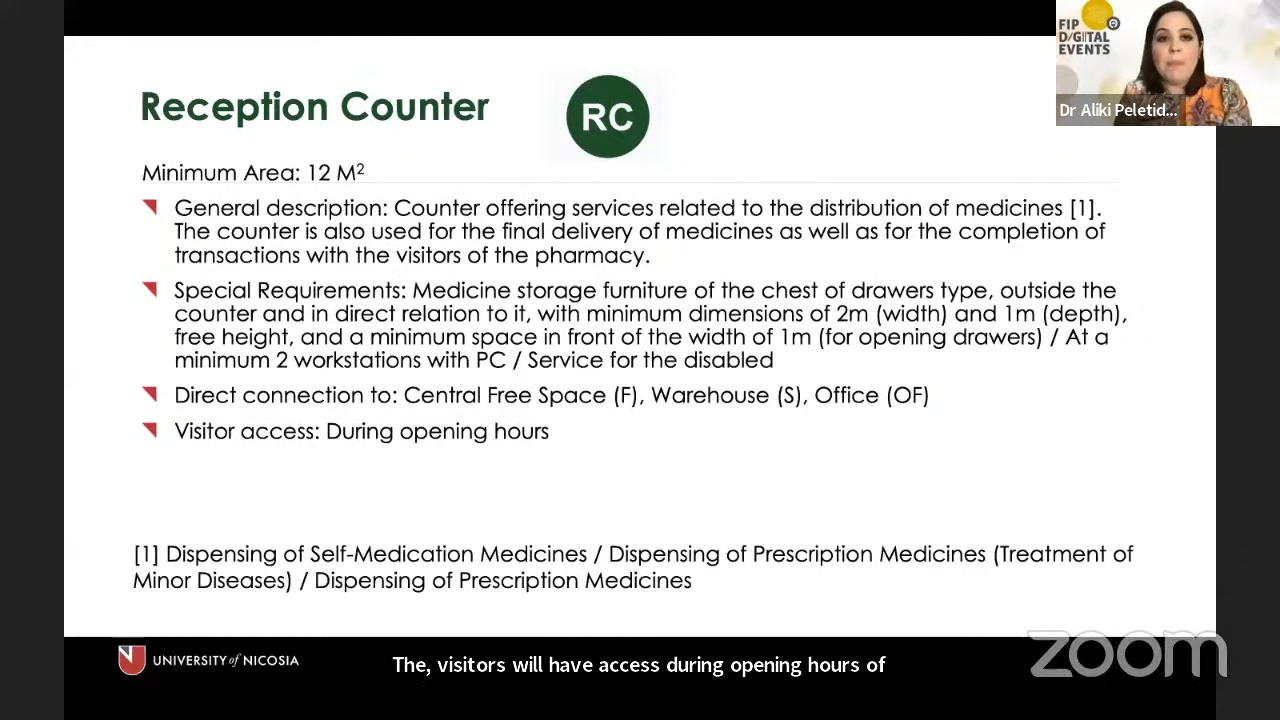 FIP
DIGITAL
EVENTS
Dr Aliki Peletid...
Reception Counter
RC
Minimum Area: 12 M²
General description: Counter offering services related to the distribution of medicines [1].
The counter is also used for the final delivery of medicines as well as for the completion of
transactions with the visitors of the pharmacy.
Special Requirements: Medicine storage furniture of the chest of drawers type, outside the
counter and in direct relation to it, with minimum dimensions of 2m (width) and 1m (depth),
free height, and a minimum space in front of the width of 1m (for opening drawers) / At a
minimum 2 workstations with PC / Service for the disabled
Direct connection to: Central Free Space (F), Warehouse (S), Office (OF)
Visitor access: During opening hours
[1] Dispensing of Self-Medication Medicines / Dispensing of Prescription Medicines (Treatment of
Minor Diseases) / Dispensing of Prescription Medicines
UNIVERSITY of NICOSIA
The, visitors will have access during opening hours of
zoom